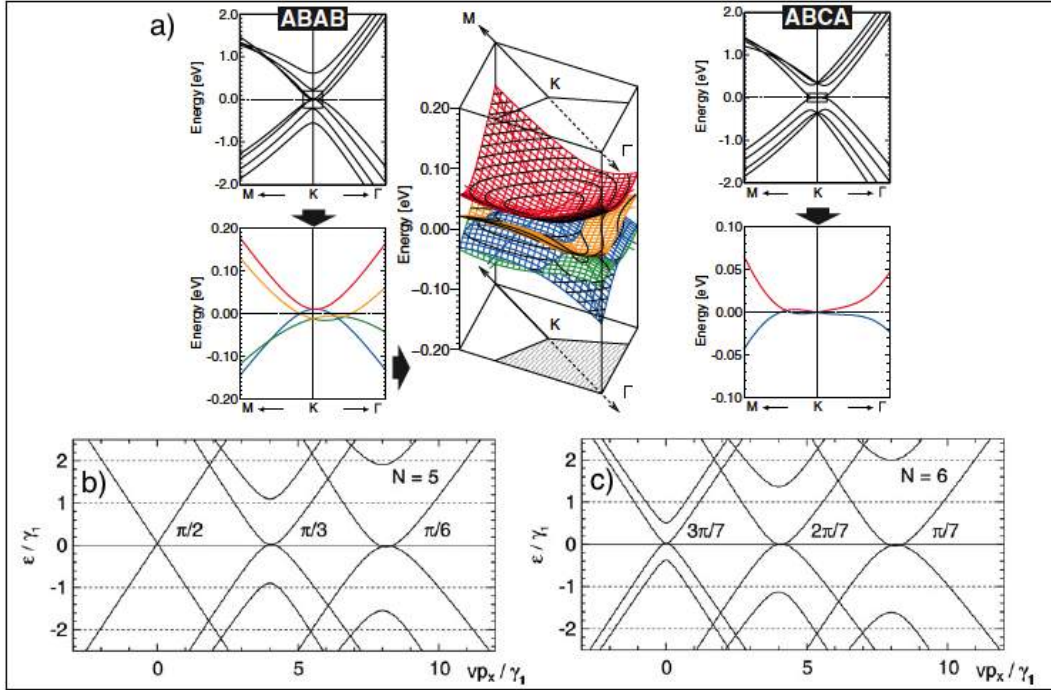 a)
ABAB
Energy [eV]
2.0
1.0
0.0
-1.0
-2.0
M
K
Γ
Energy [eV]
0.20
0.10
0.00
-0.10
-0.20
M
K
Γ
M
K
Γ
Energy [eV]
0.20
0.10
0.00
-0.10
-0.20
K
Γ
ABCA
Energy [eV]
2.0
1.0
0.0
-1.0
-2.0
M
K
Γ
Energy [eV]
0.10
0.05
0.00
-0.05
-0.10
M
K
Γ
b)
N = 5
π/2
π/3
π/6
ε / γ1
2
1
0
-1
-2
0
5
10
vpx / γ1
c)
N = 6
3π/7
2π/7
π/7
ε / γ1
2
1
0
-1
-2
0
5
10
vpx / γ1